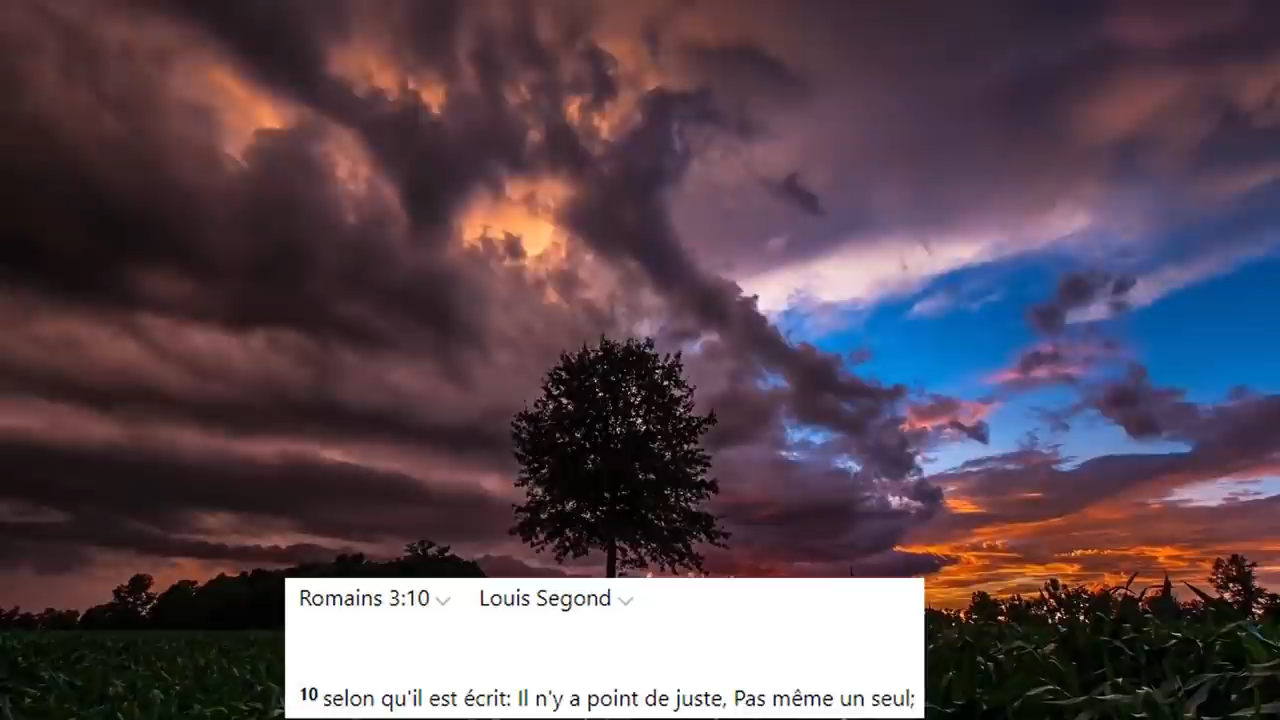 Romains 3:10 Louis Segond
10 selon qu'il est écrit: Il n'y a point de juste, Pas même un seul;